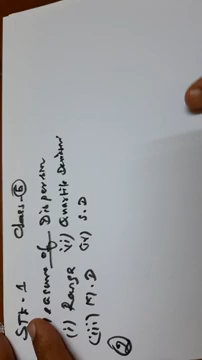 STA-1 Class-6
Measure of Dispersion
(i) Range ii) Quartile Deviation
(iii) M.D (iv) S.D
2